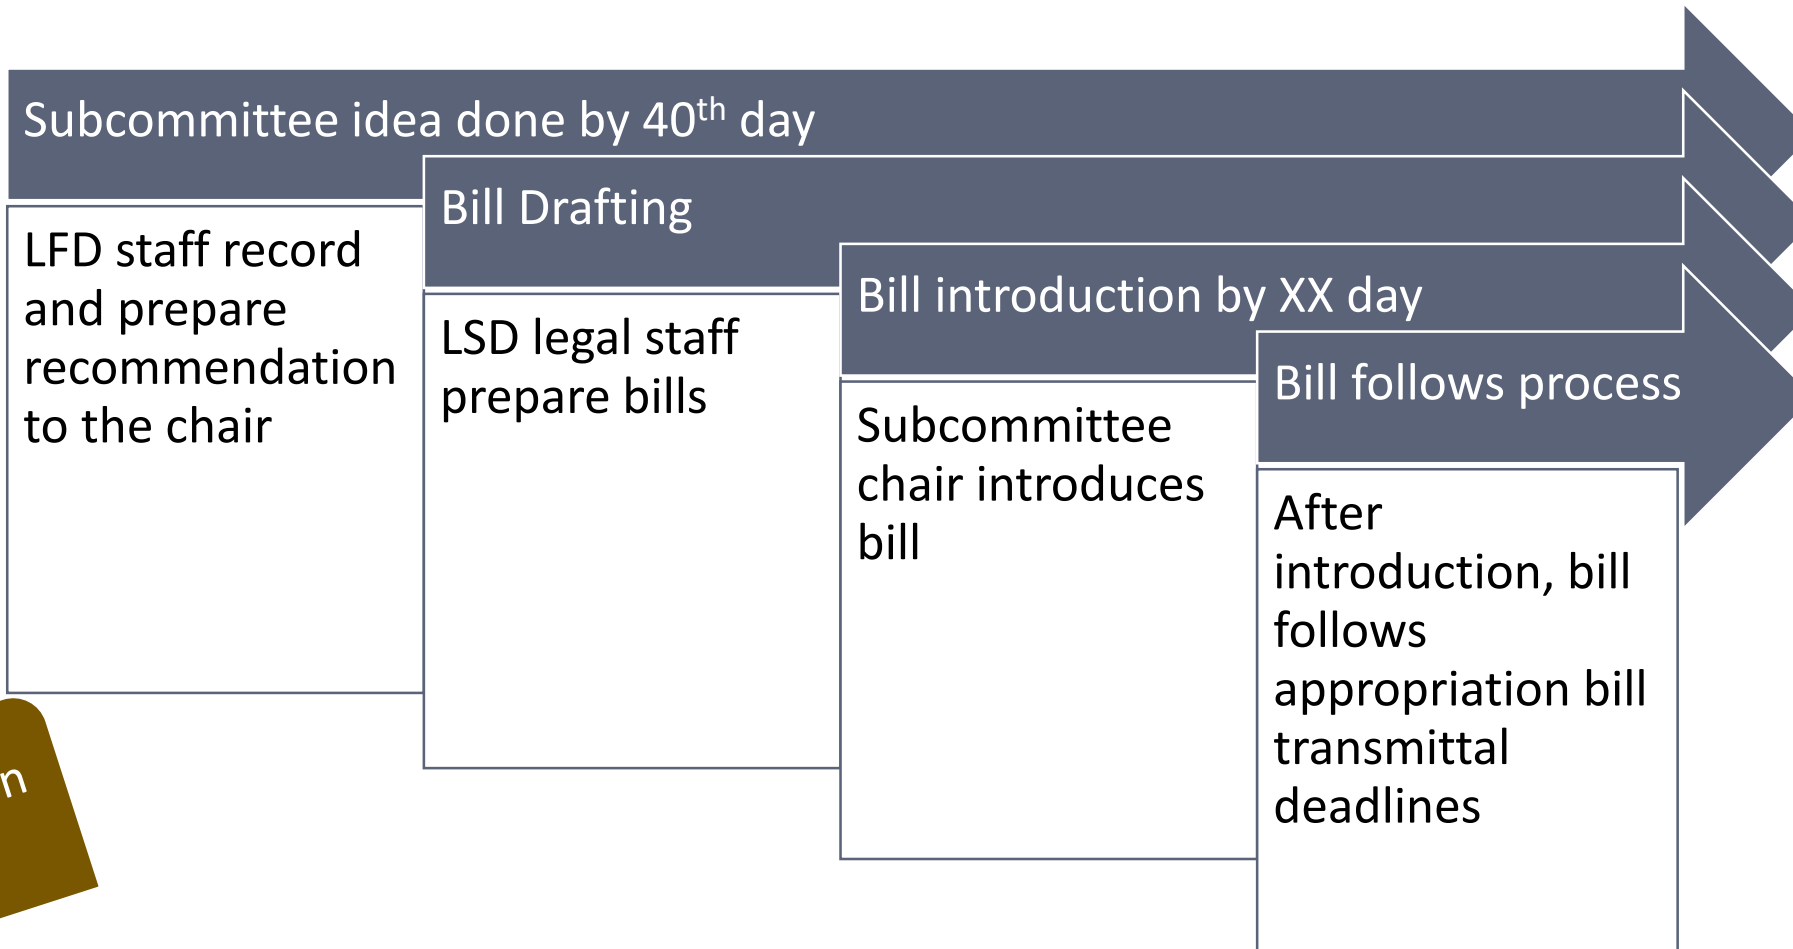 Subcommittee idea done by 40th day
LFD staff record
and prepare
recommendation
to the chair
Bill Drafting
LSD legal staff
prepare bills
Bill introduction by XX day
Subcommittee
chair introduces
bill
Bill follows process
After
introduction, bill
follows
appropriation bill
transmittal
deadlines